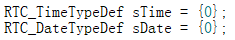 RTC_TimeTypeDef sTime = {0};
RTC_DateTypeDef sDate = {0};